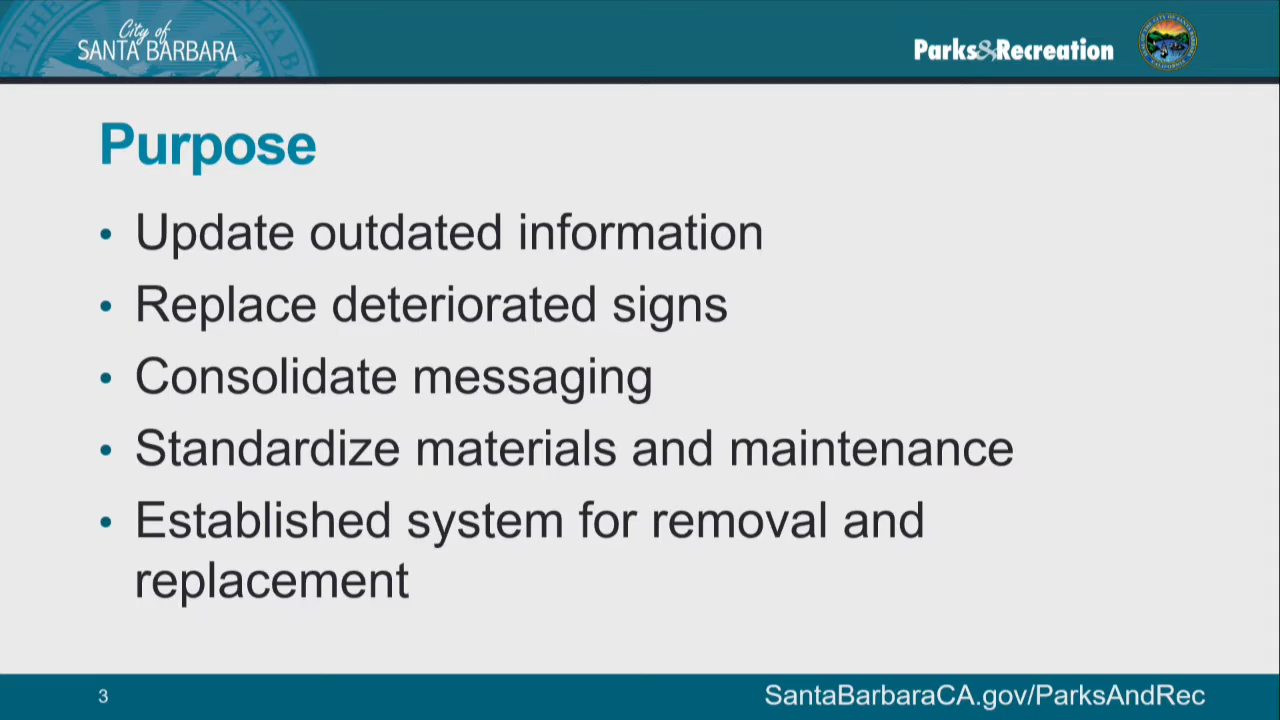 City of
SANTA BARBARA
Parks&Recreation
Purpose
• Update outdated information
• Replace deteriorated signs
• Consolidate messaging
• Standardize materials and maintenance
• Established system for removal and
replacement
3
SantaBarbaraCA.gov/ParksAndRec